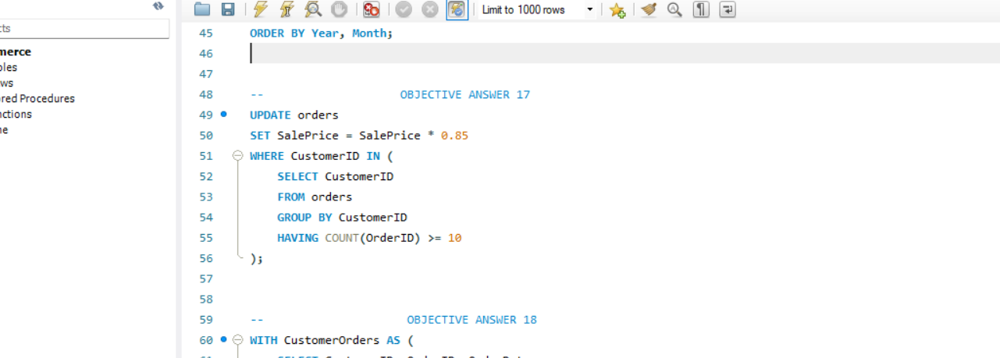 Limit to 1000 rows
45 ORDER BY Year, Month;
46
47
48 -- OBJECTIVE ANSWER 17
49 UPDATE orders
50 SET SalePrice = SalePrice * 0.85
51 WHERE CustomerID IN (
52 SELECT CustomerID
53 FROM orders
54 GROUP BY CustomerID
55 HAVING COUNT(OrderID) >= 10
56 );
57
58
59 -- OBJECTIVE ANSWER 18
60 WITH CustomerOrders AS (
cts
merce
bles
ws
red Procedures
nctions
ne